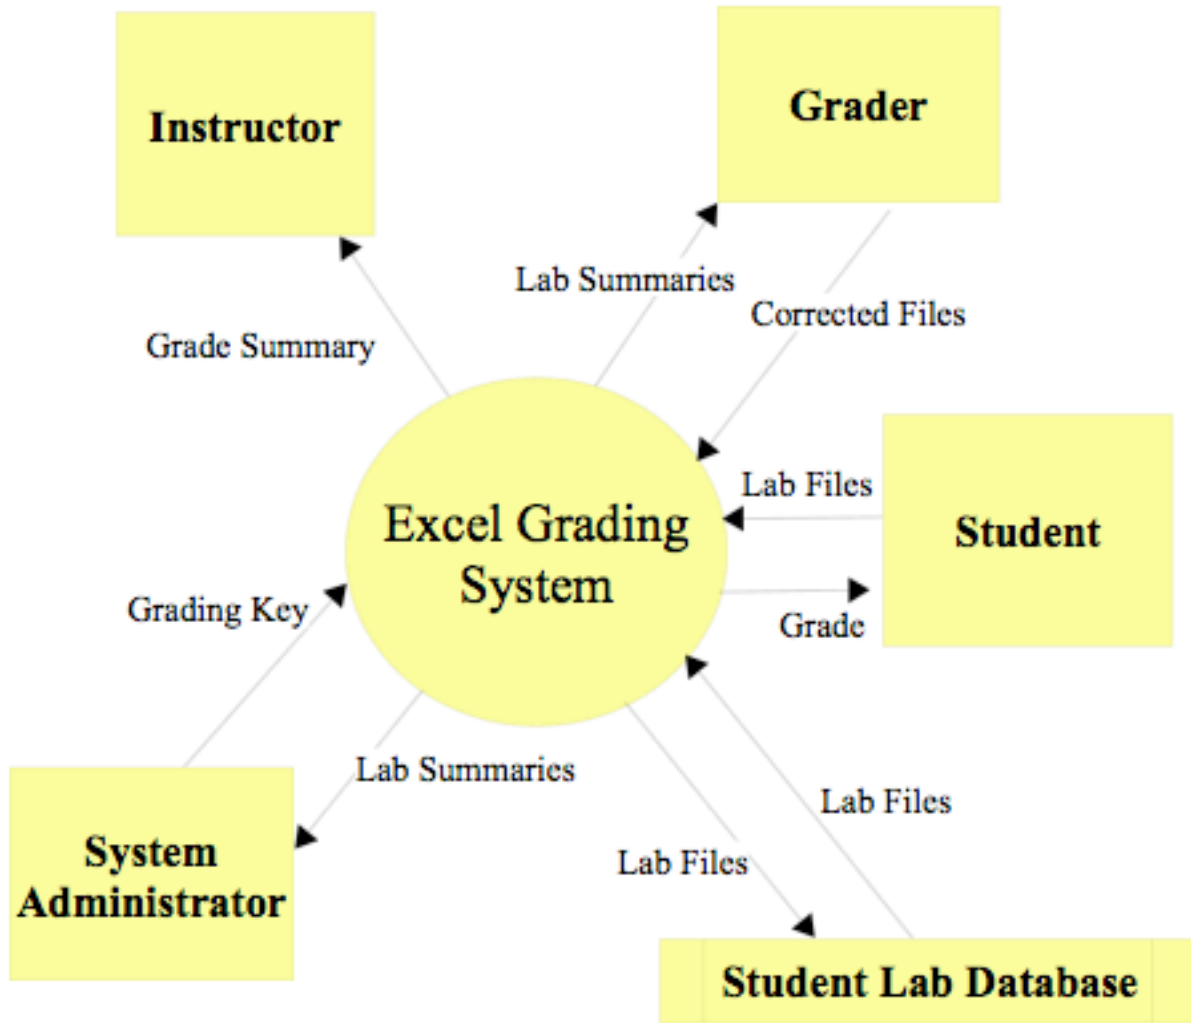 Instructor
Grader
Lab Summaries
Corrected Files
Grade Summary
Lab Files
Excel Grading
System
Student
Grading Key
Grade
Lab Summaries
Lab Files
System
Administrator
Lab Files
Student Lab Database